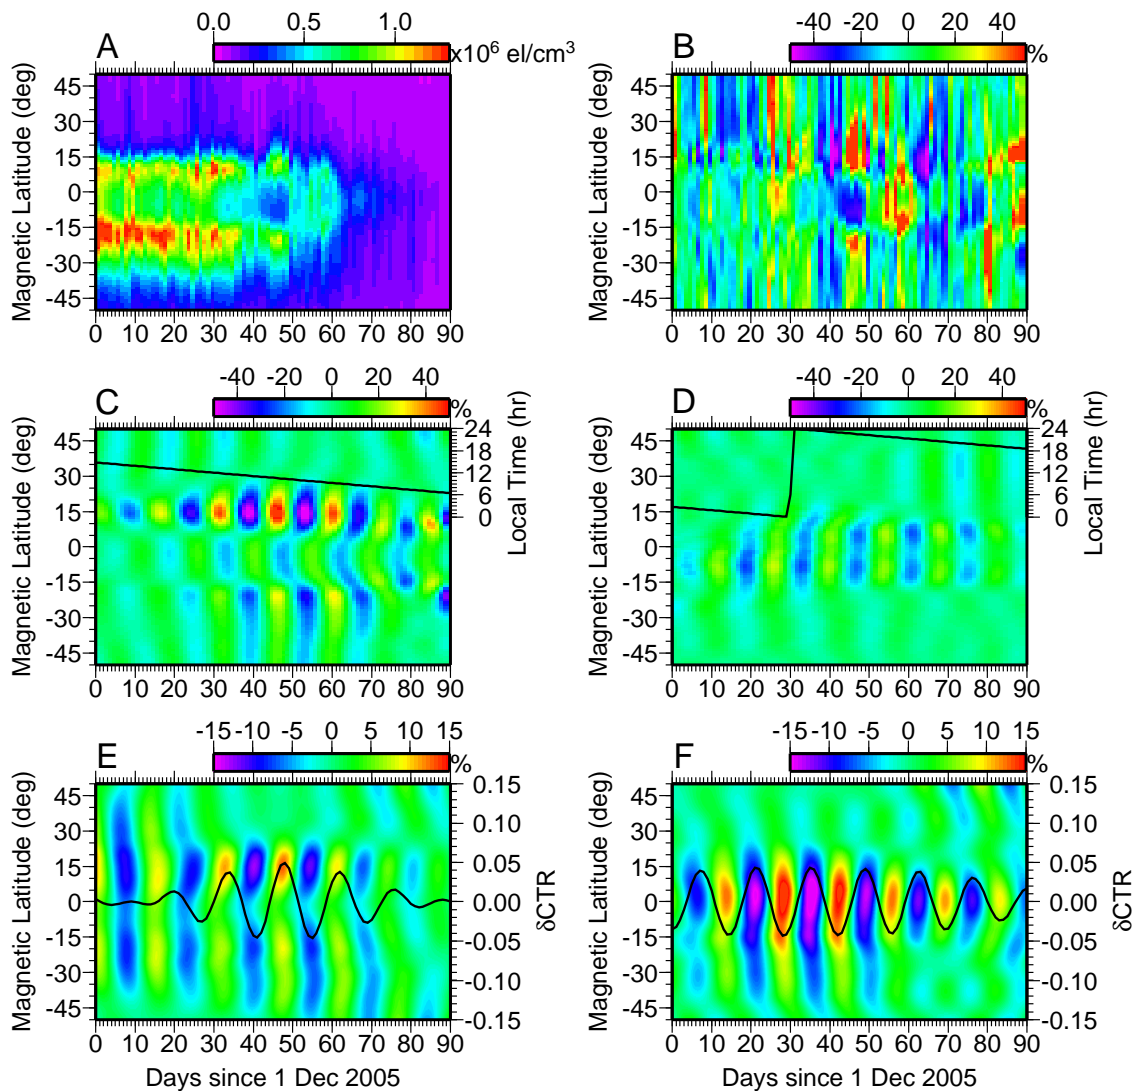 0.0 0.5 1.0
A
x10⁶ el/cm³
Magnetic Latitude (deg)
45
30
15
0
-15
-30
-45
0 10 20 30 40 50 60 70 80 90
-40 -20 0 20 40
B
%
Magnetic Latitude (deg)
45
30
15
0
-15
-30
-45
0 10 20 30 40 50 60 70 80 90
-40 -20 0 20 40
C
%
Magnetic Latitude (deg)
45
30
15
0
-15
-30
-45
24
18
12
6
0
Local Time (hr)
0 10 20 30 40 50 60 70 80 90
-40 -20 0 20 40
D
%
Magnetic Latitude (deg)
45
30
15
0
-15
-30
-45
24
18
12
6
0
Local Time (hr)
0 10 20 30 40 50 60 70 80 90
-15 -10 -5 0 5 10 15
E
%
Magnetic Latitude (deg)
45
30
15
0
-15
-30
-45
0.15
0.10
0.05
0.00
-0.05
-0.10
-0.15
δCTR
0 10 20 30 40 50 60 70 80 90
Days since 1 Dec 2005
-15 -10 -5 0 5 10 15
F
%
Magnetic Latitude (deg)
45
30
15
0
-15
-30
-45
0.15
0.10
0.05
0.00
-0.05
-0.10
-0.15
δCTR
0 10 20 30 40 50 60 70 80 90
Days since 1 Dec 2005